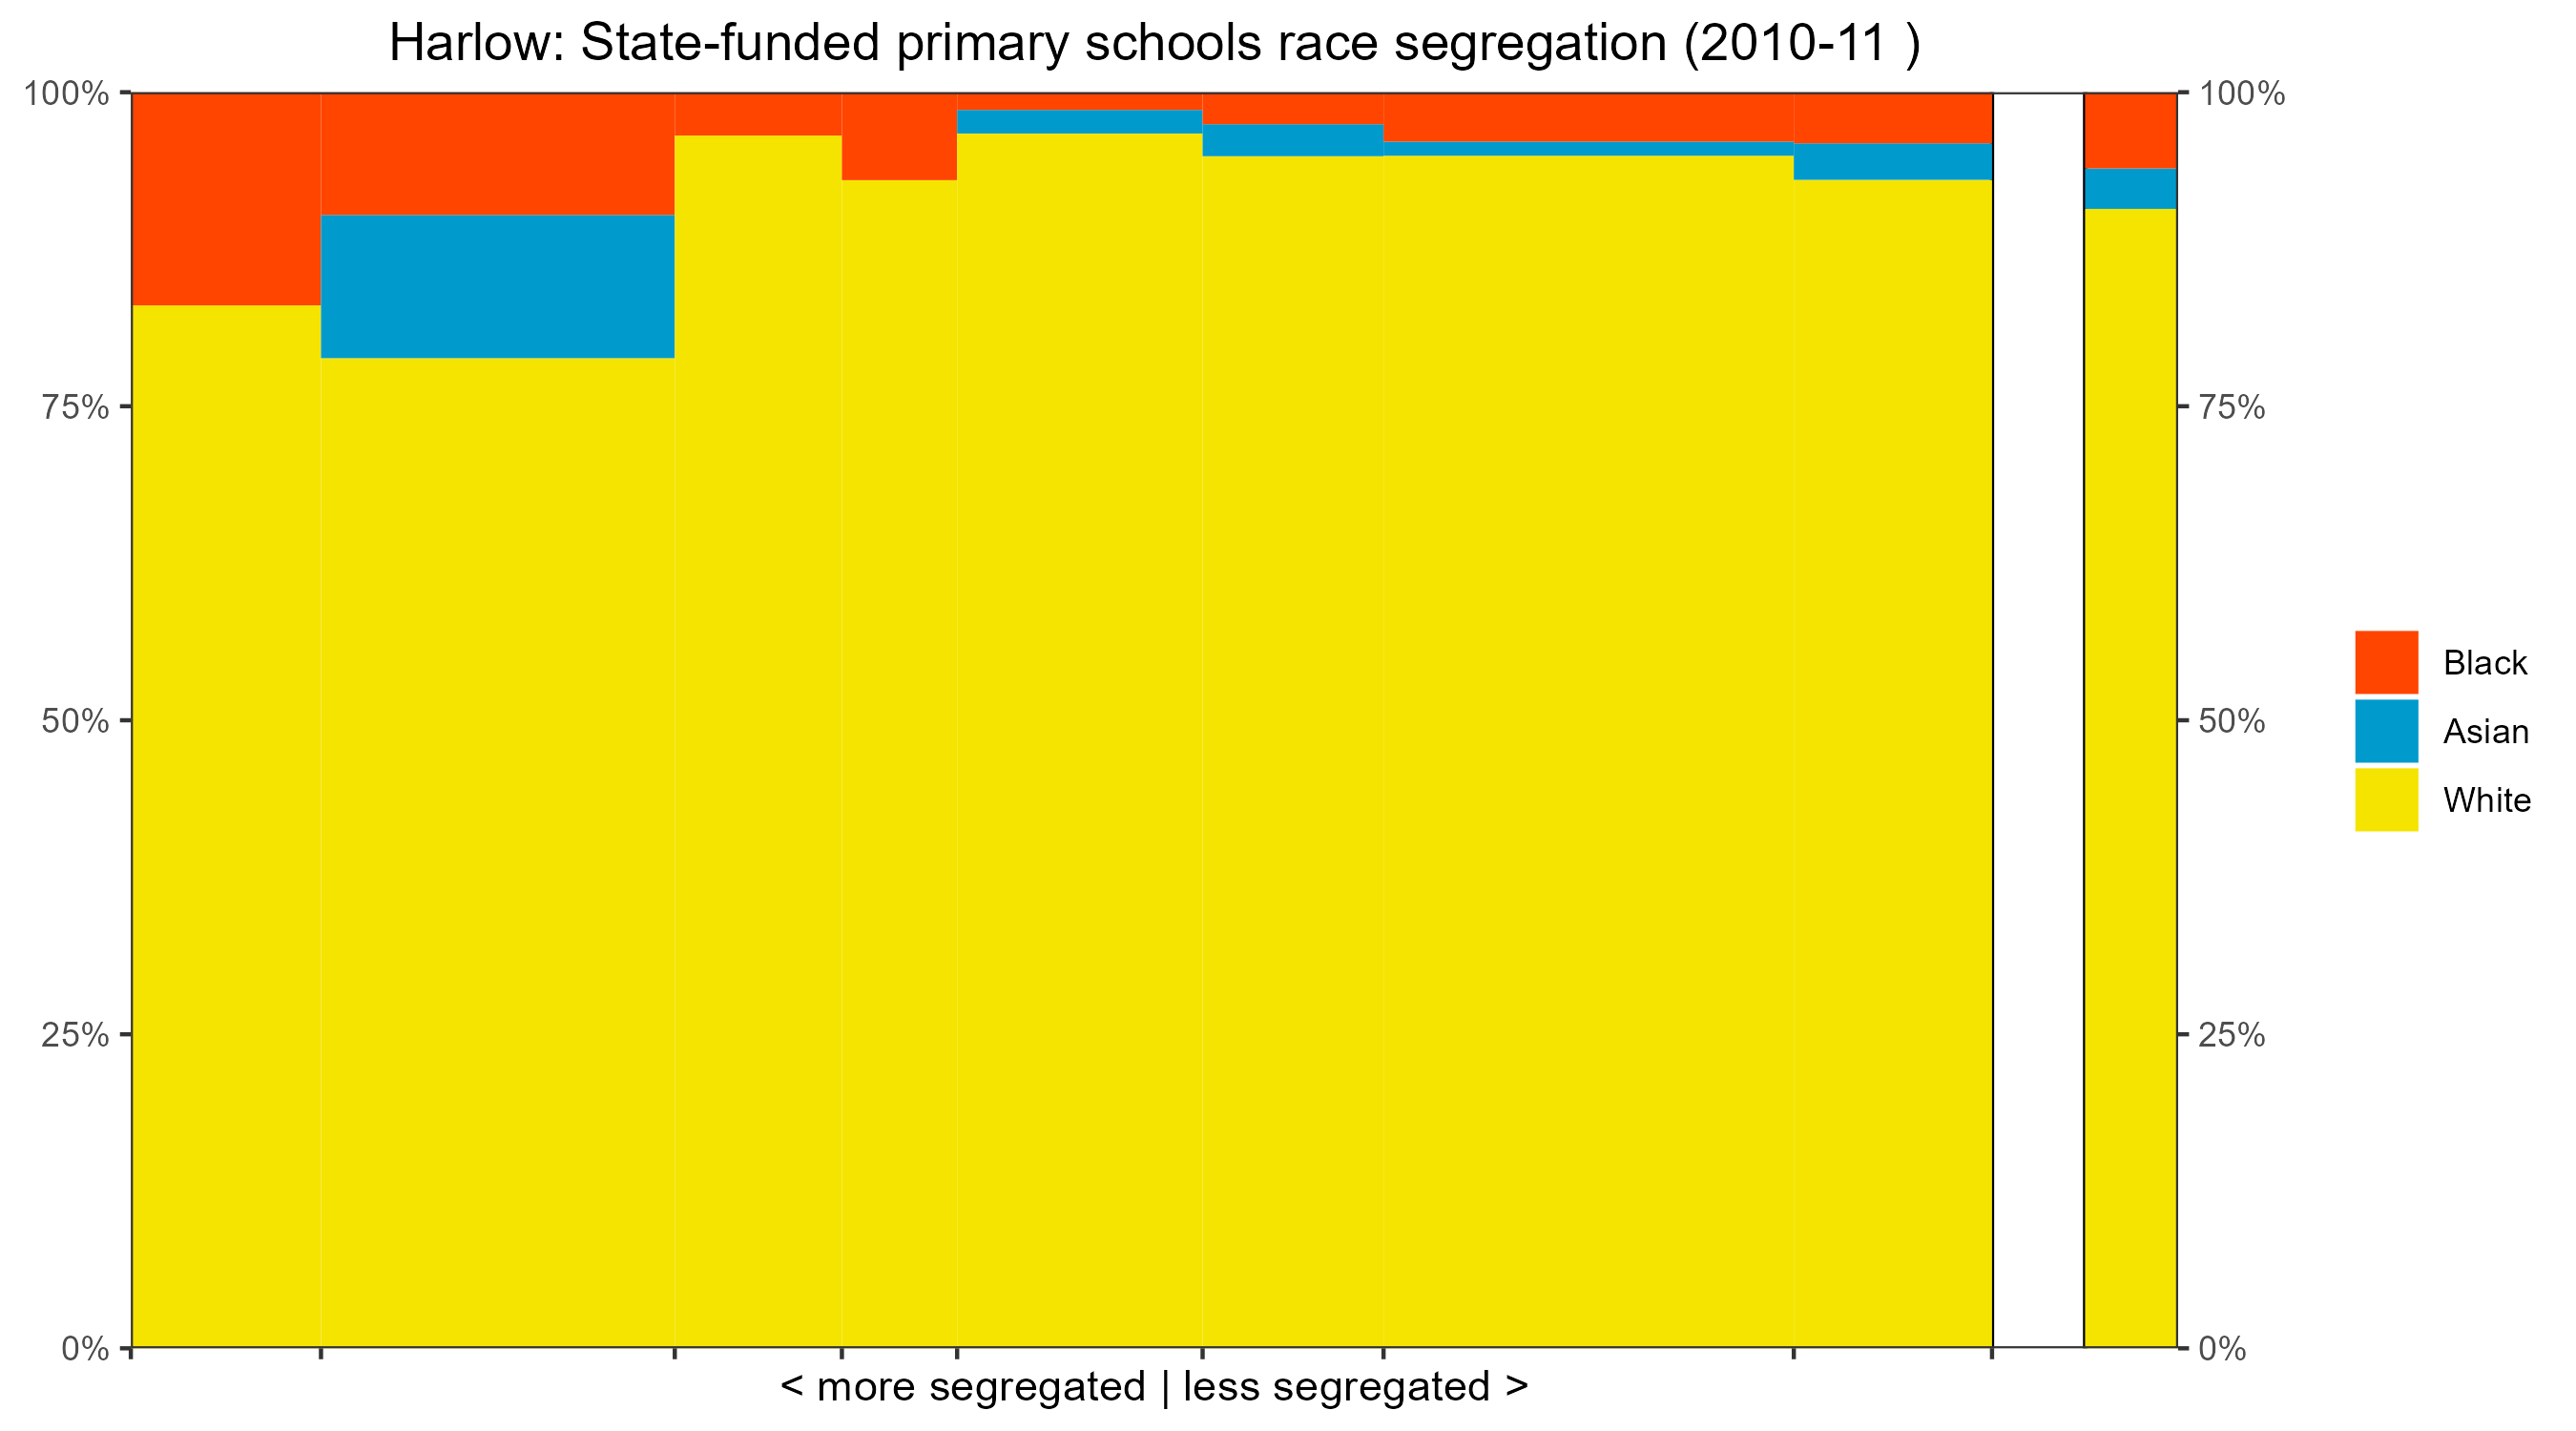 Harlow: State-funded primary schools race segregation (2010-11 )
100%
75%
50%
25%
0%
100%
75%
50%
25%
0%
Black
Asian
White
< more segregated | less segregated >